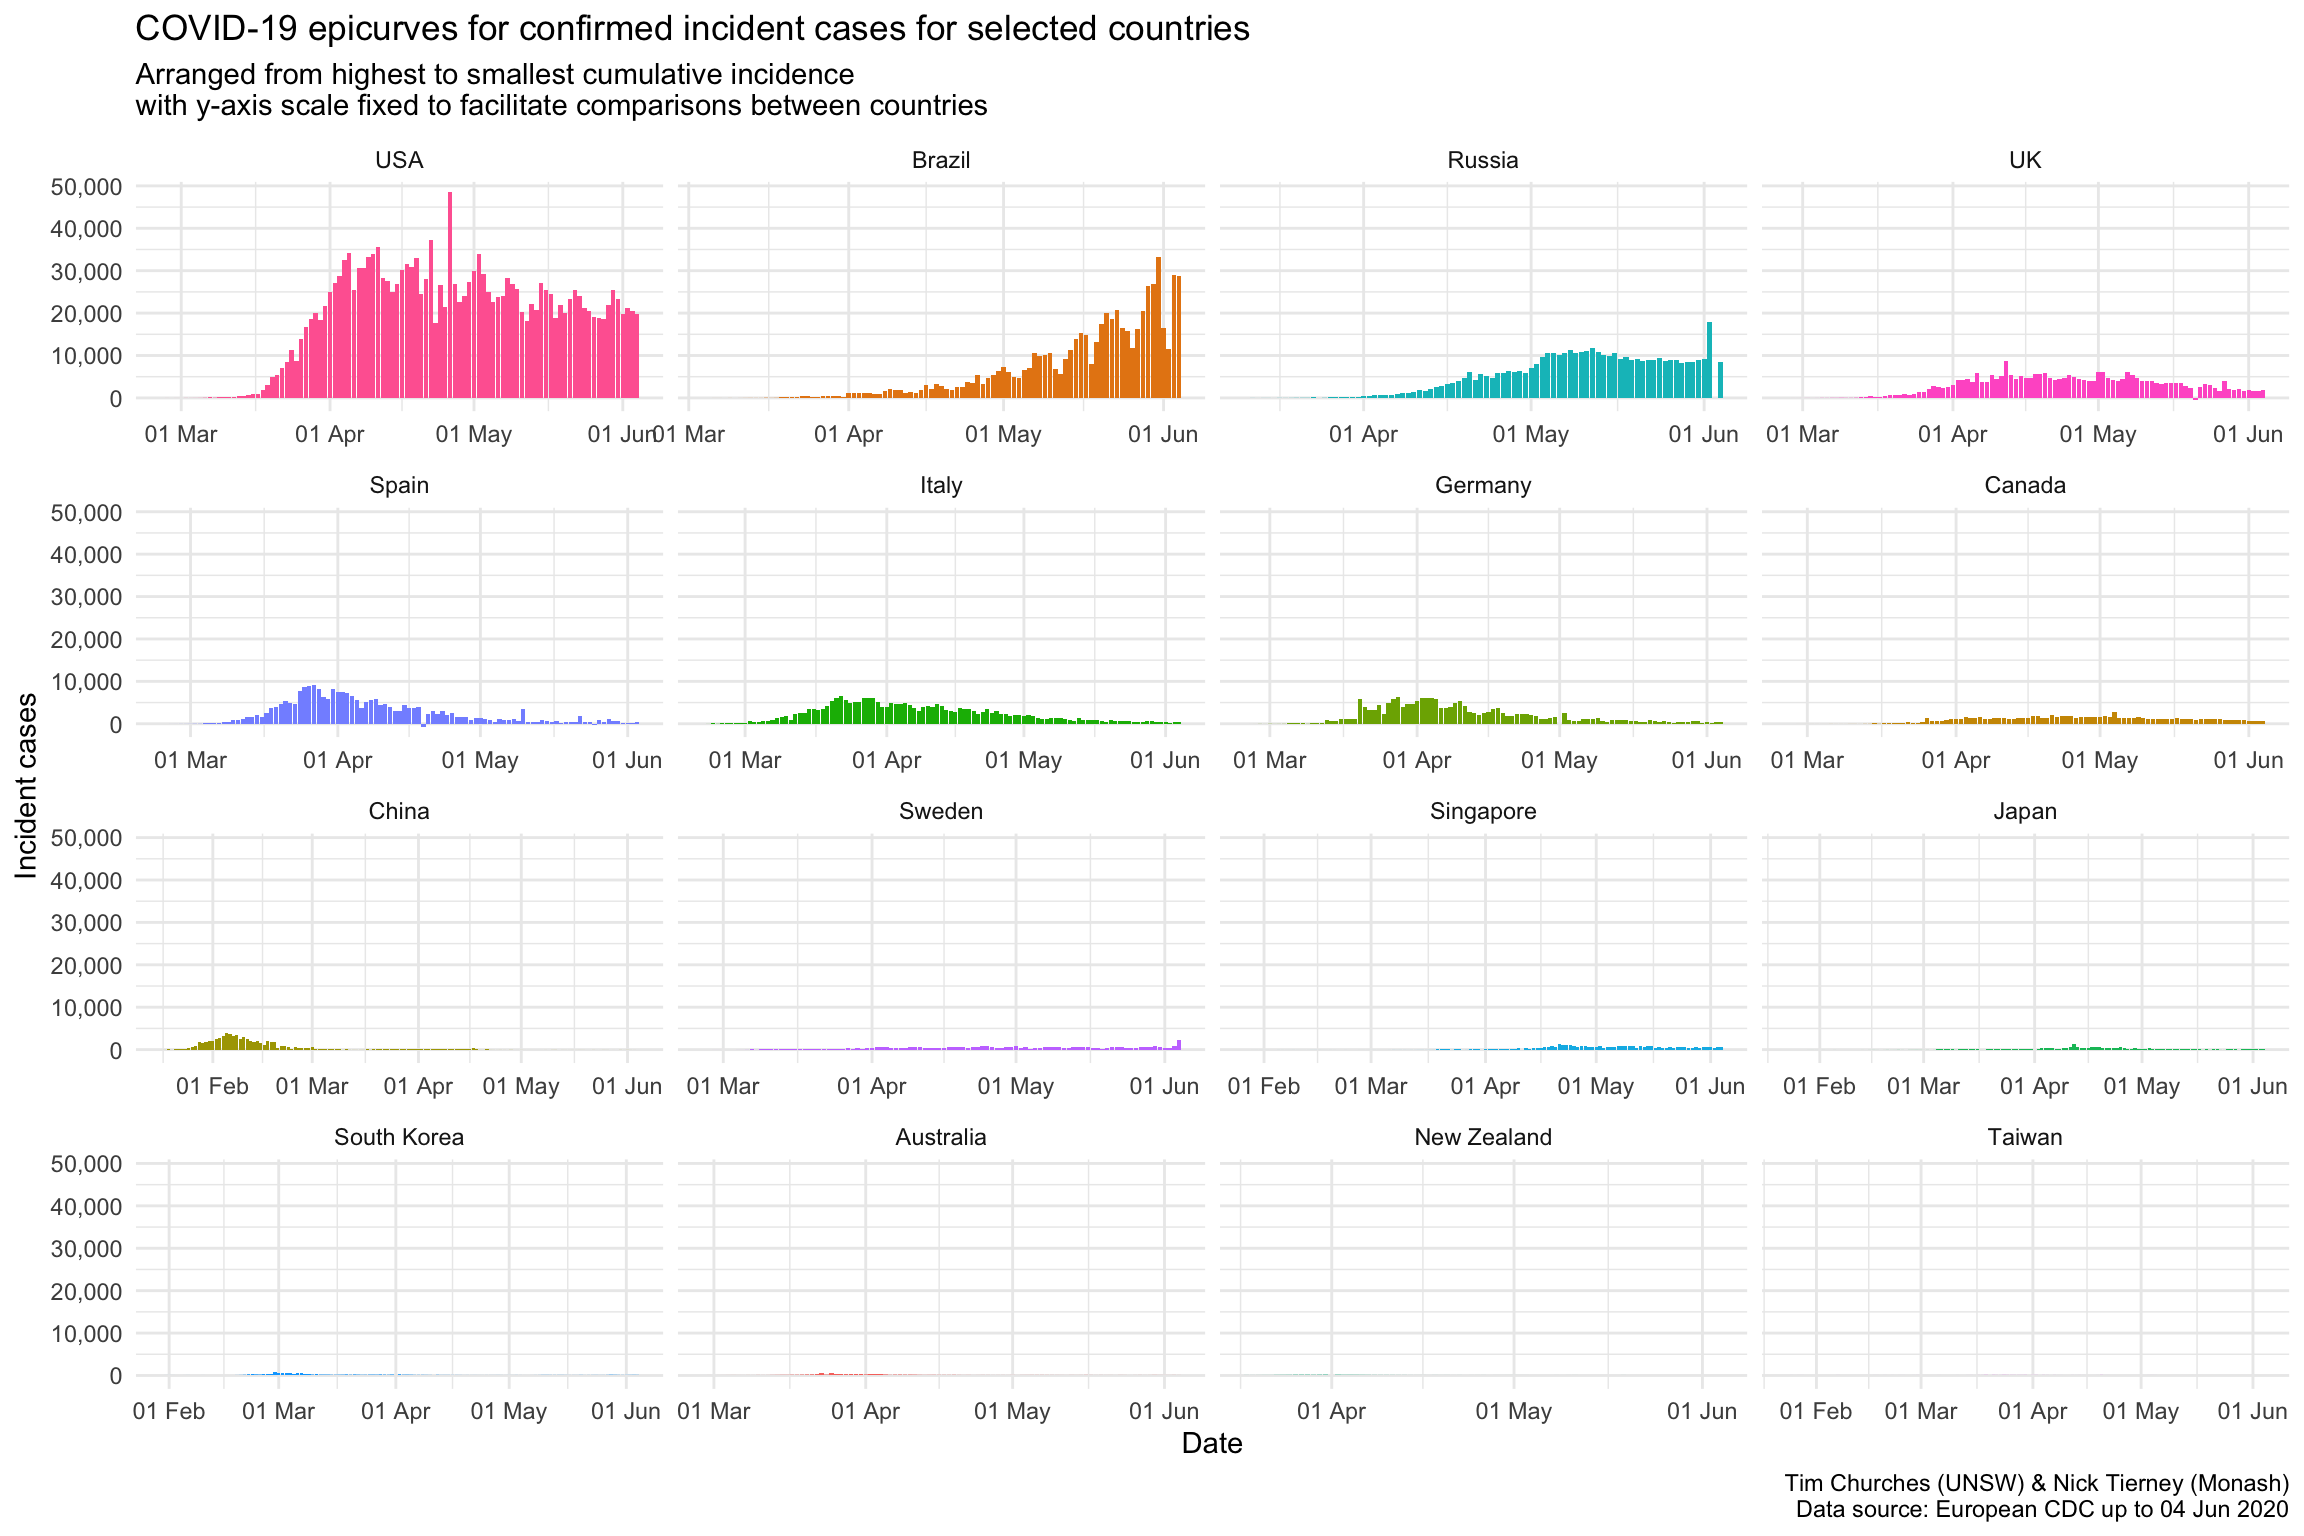 COVID-19 epicurves for confirmed incident cases for selected countries
Arranged from highest to smallest cumulative incidence
with y-axis scale fixed to facilitate comparisons between countries
USA Brazil Russia UK
50,000
40,000
30,000
20,000
10,000
0
01 Mar 01 Apr 01 May 01 Jun 01 Mar 01 Apr 01 May 01 Jun 01 Apr 01 May 01 Jun 01 Mar 01 Apr 01 May 01 Jun
Spain Italy Germany Canada
50,000
40,000
30,000
20,000
10,000
0
01 Mar 01 Apr 01 May 01 Jun 01 Mar 01 Apr 01 May 01 Jun 01 Mar 01 Apr 01 May 01 Jun 01 Mar 01 Apr 01 May 01 Jun
Incident cases
China Sweden Singapore Japan
50,000
40,000
30,000
20,000
10,000
0
01 Feb 01 Mar 01 Apr 01 May 01 Jun 01 Mar 01 Apr 01 May 01 Jun 01 Feb 01 Mar 01 Apr 01 May 01 Jun 01 Feb 01 Mar 01 Apr 01 May 01 Jun
South Korea Australia New Zealand Taiwan
50,000
40,000
30,000
20,000
10,000
0
01 Feb 01 Mar 01 Apr 01 May 01 Jun 01 Mar 01 Apr 01 May 01 Jun 01 Apr 01 May 01 Jun 01 Feb 01 Mar 01 Apr 01 May 01 Jun
Date
Tim Churches (UNSW) & Nick Tierney (Monash)
Data source: European CDC up to 04 Jun 2020